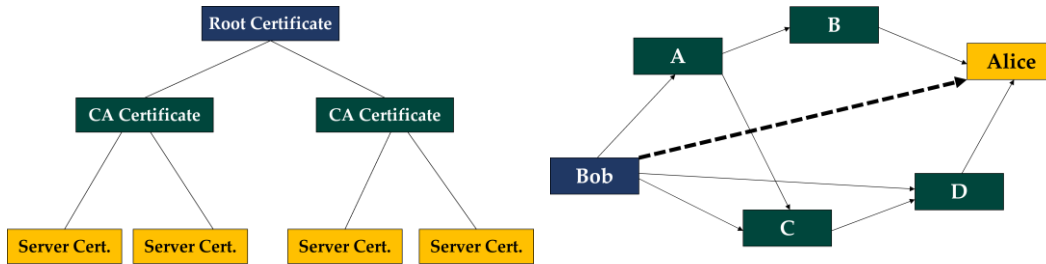 Root Certificate
CA Certificate
CA Certificate
Server Cert.
Server Cert.
Server Cert.
Server Cert.
B
A
Alice
Bob
D
C